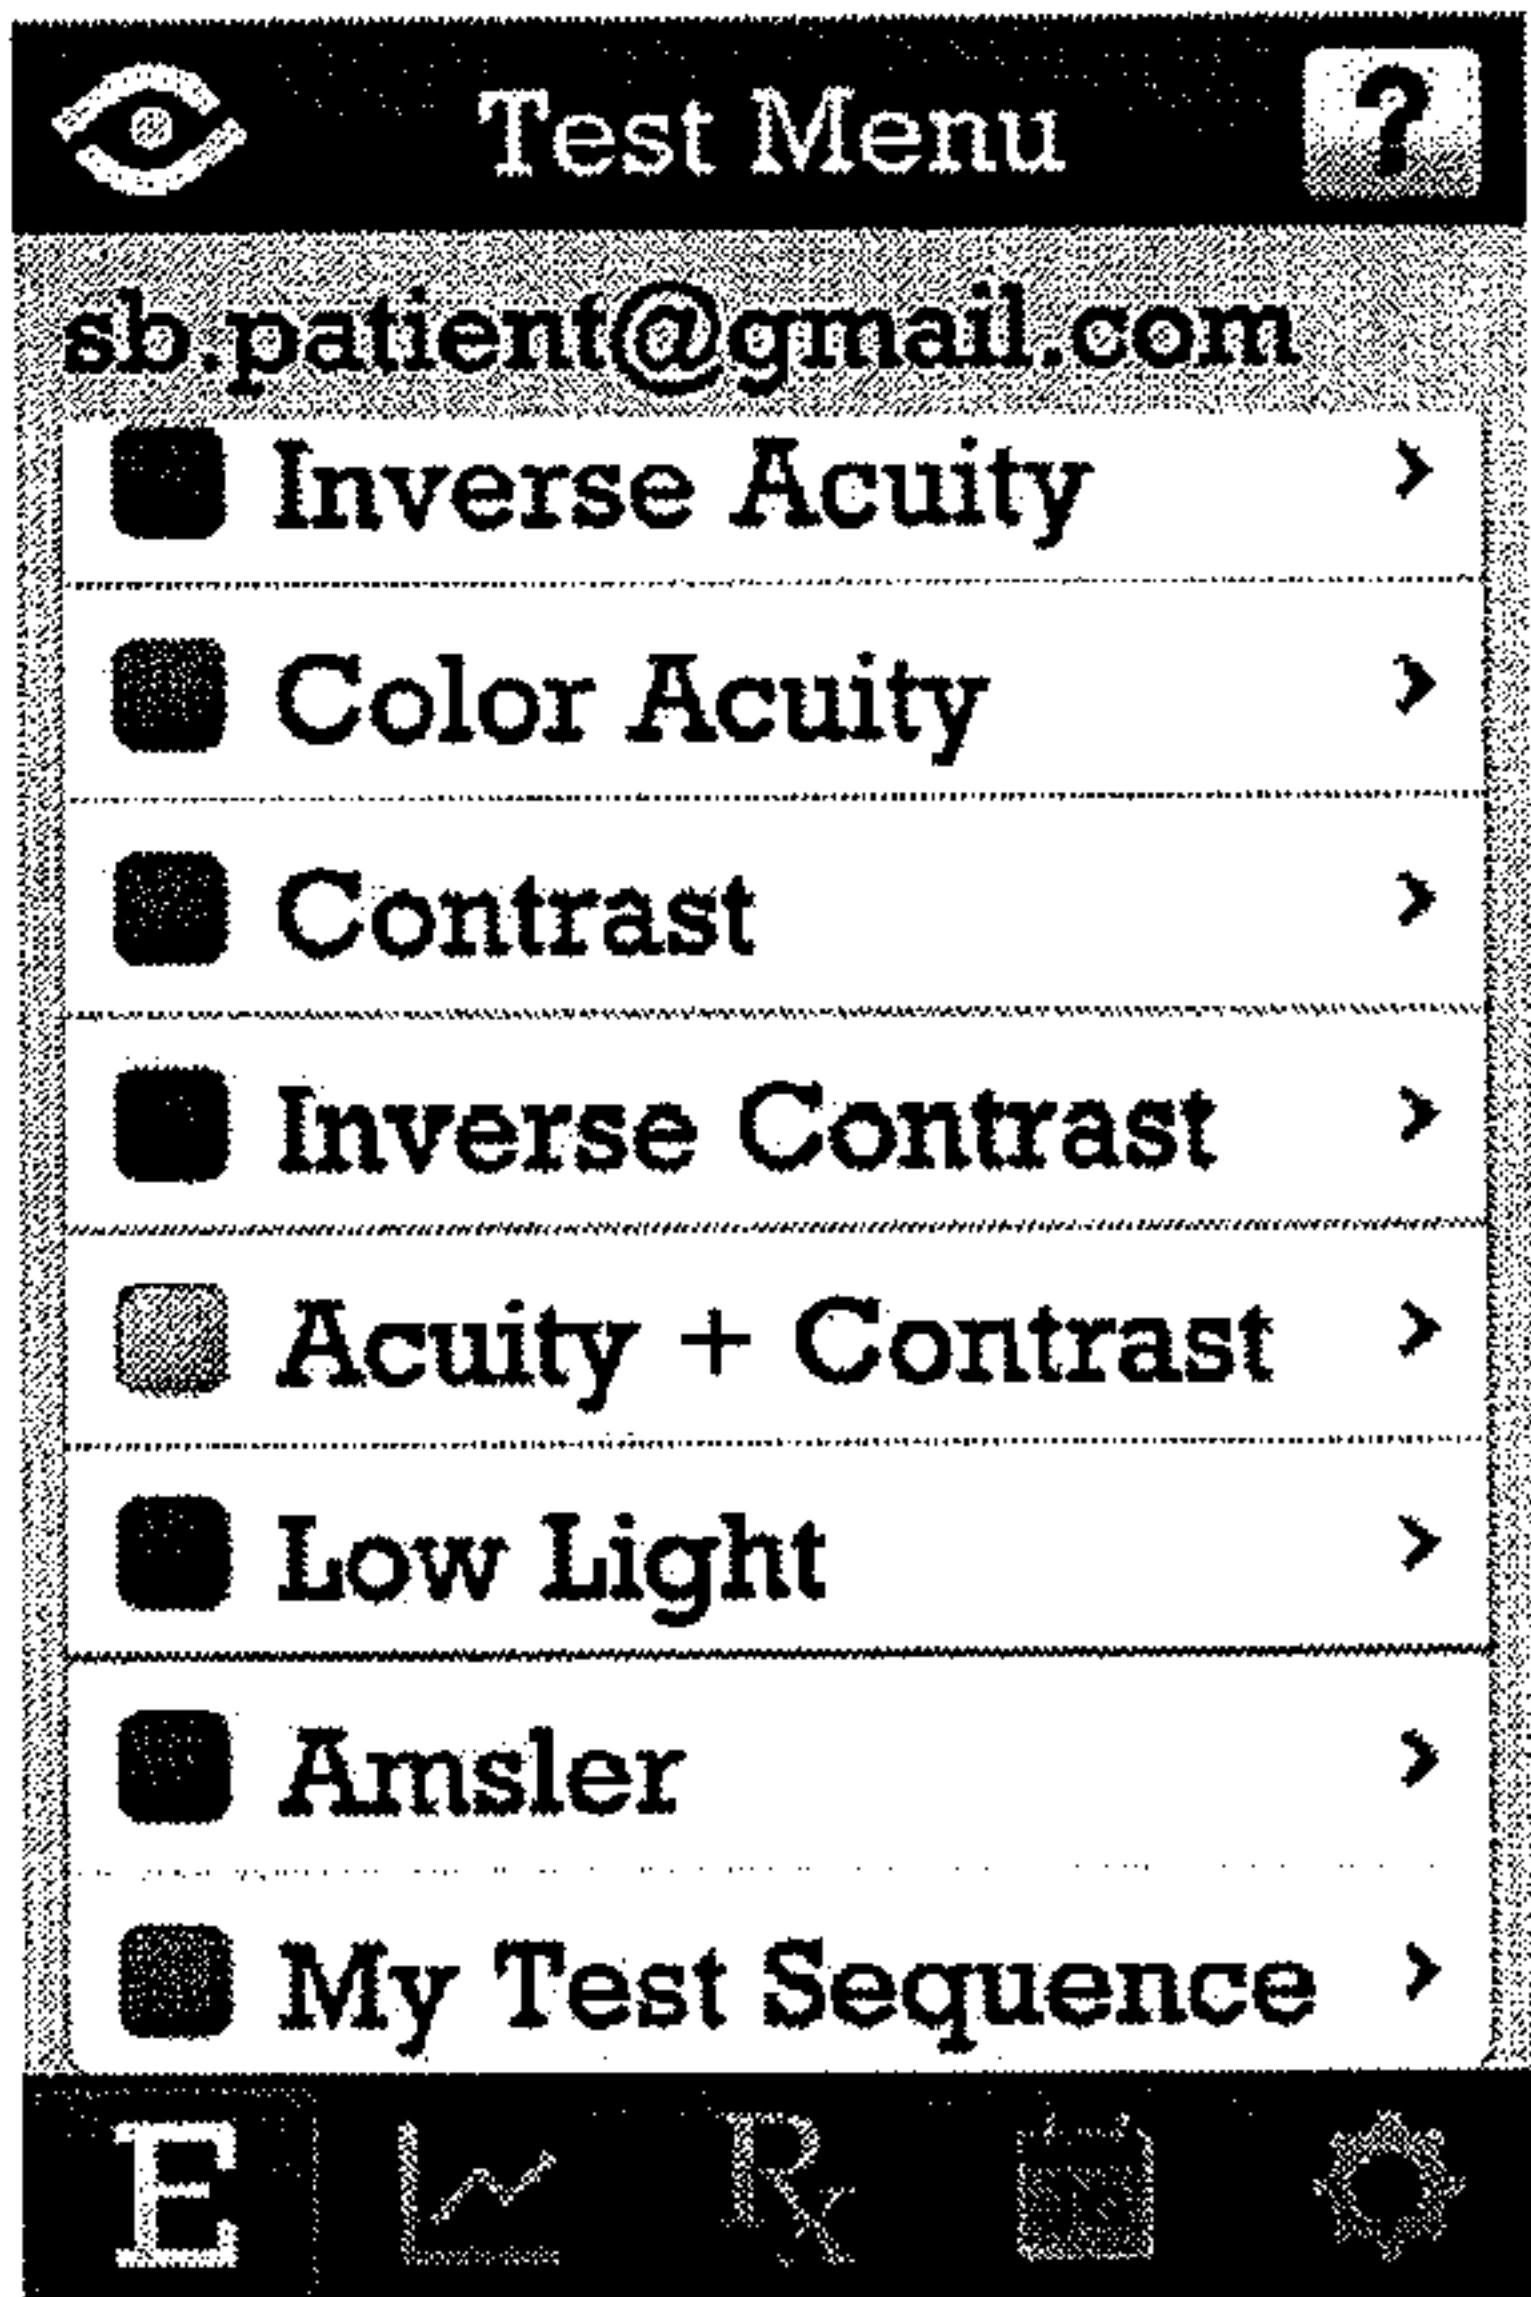 Test Menu ?
sb.patient@gmail.com
Inverse Acuity >
Color Acuity >
Contrast >
Inverse Contrast >
Acuity + Contrast >
Low Light >
Amsler >
My Test Sequence >
E Rx